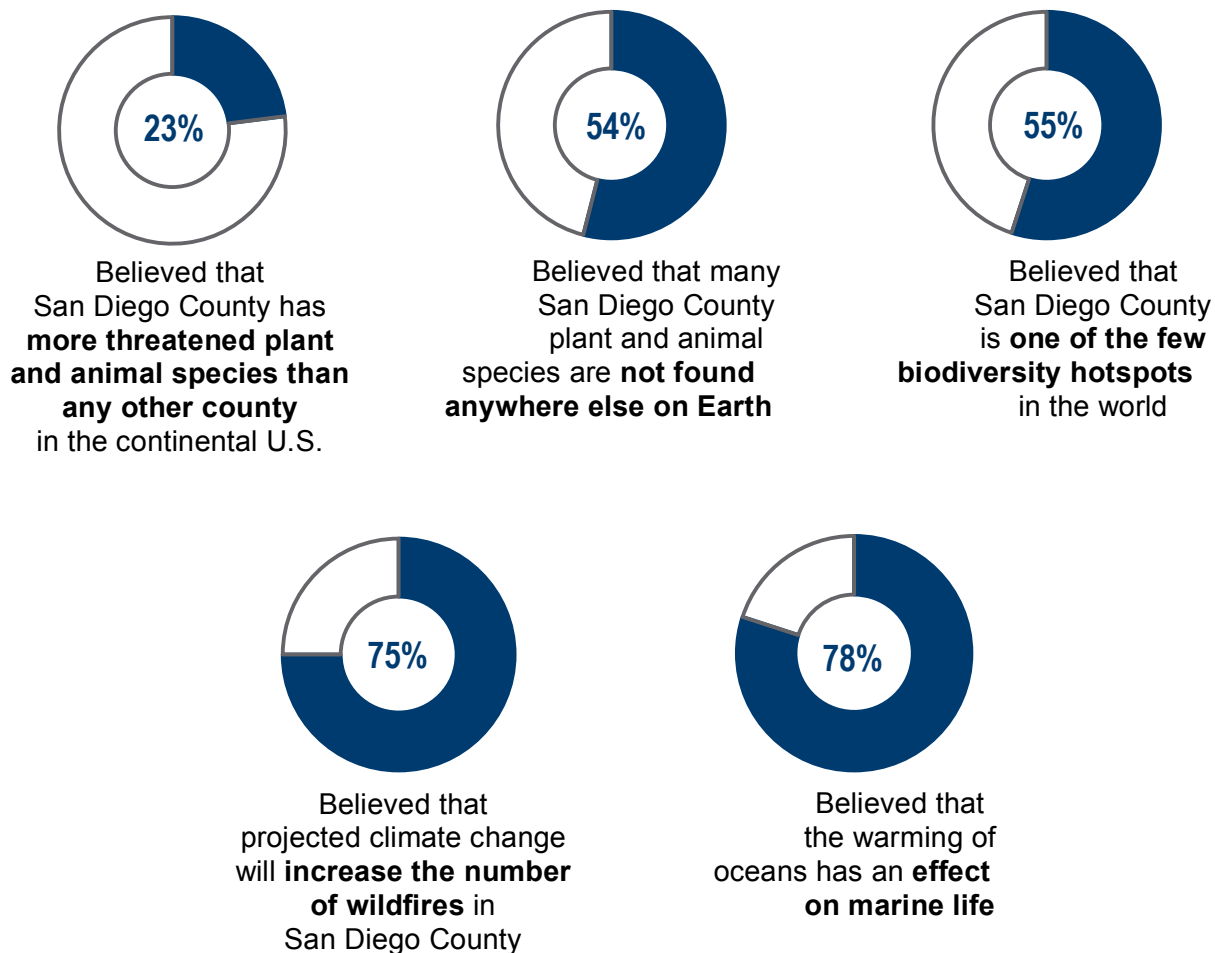 23%
Believed that
San Diego County has
more threatened plant
and animal species than
any other county
in the continental U.S.
54%
Believed that many
San Diego County
plant and animal
species are not found
anywhere else on Earth
55%
Believed that
San Diego County
is one of the few
biodiversity hotspots
in the world
75%
Believed that
projected climate change
will increase the number
of wildfires in
San Diego County
78%
Believed that
the warming of
oceans has an effect
on marine life